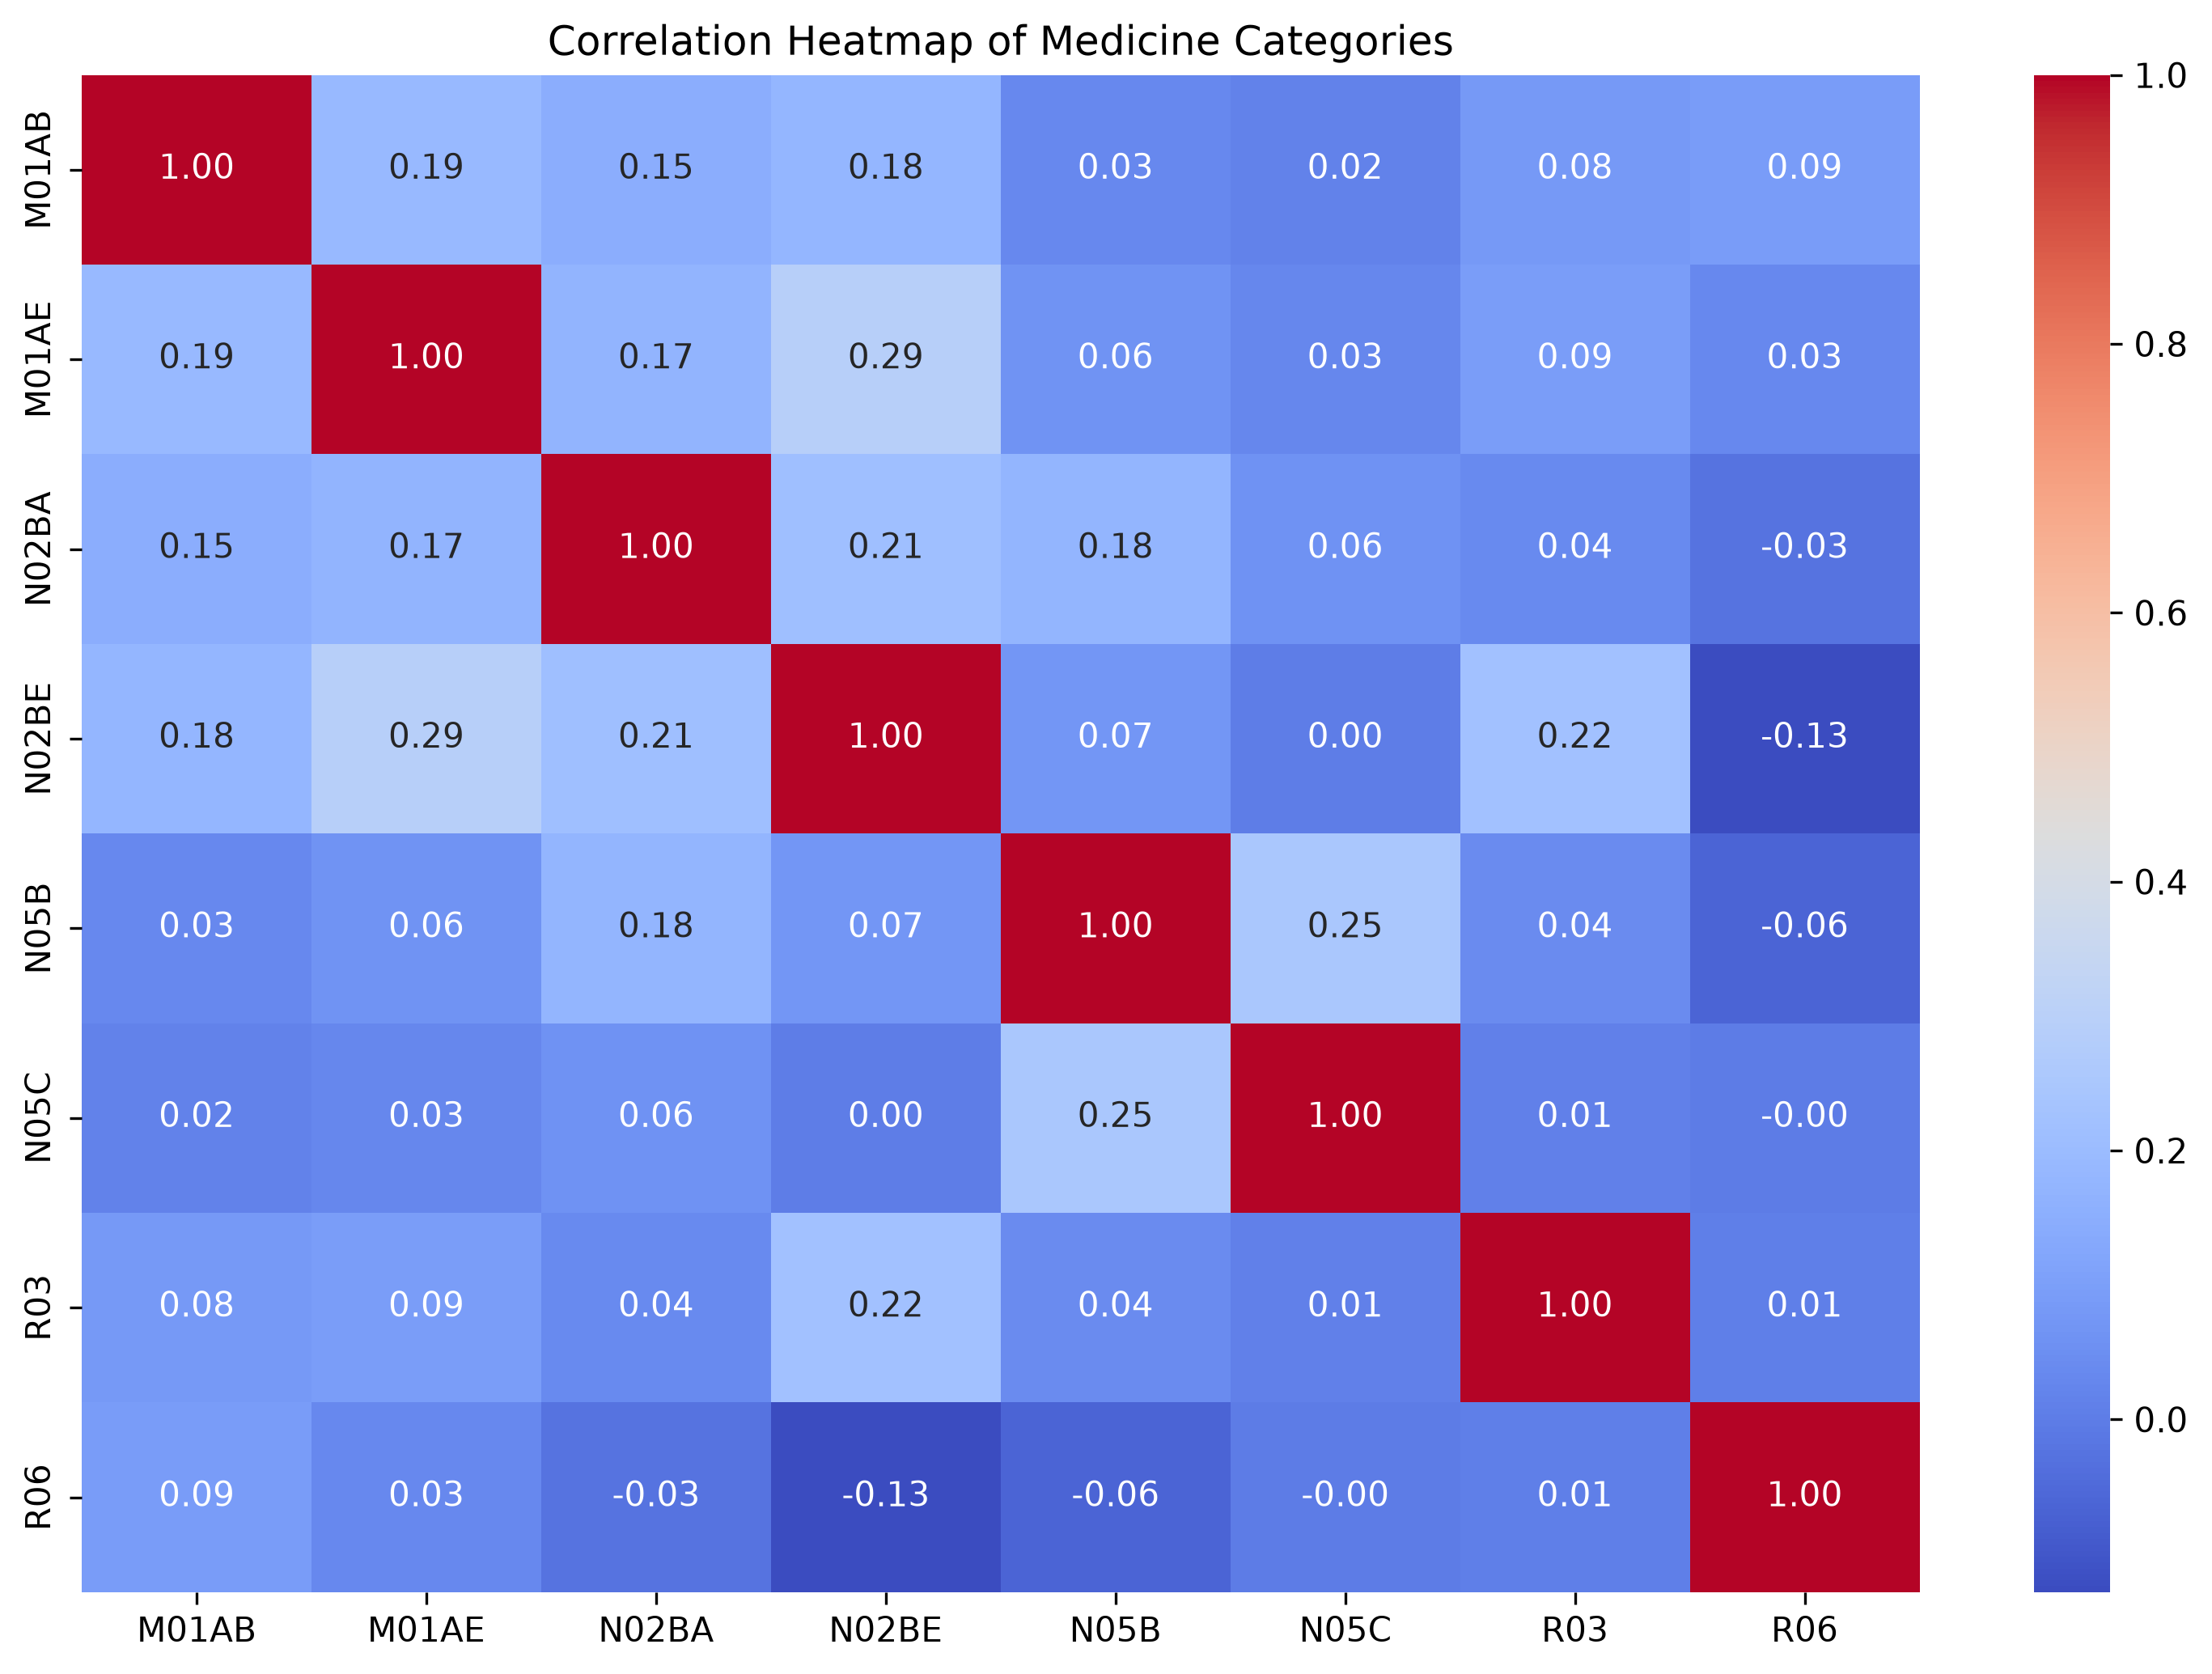 Correlation Heatmap of Medicine Categories
M01AB 1.00 0.19 0.15 0.18 0.03 0.02 0.08 0.09
M01AE 0.19 1.00 0.17 0.29 0.06 0.03 0.09 0.03
N02BA 0.15 0.17 1.00 0.21 0.18 0.06 0.04 -0.03
N02BE 0.18 0.29 0.21 1.00 0.07 0.00 0.22 -0.13
N05B 0.03 0.06 0.18 0.07 1.00 0.25 0.04 -0.06
N05C 0.02 0.03 0.06 0.00 0.25 1.00 0.01 -0.00
R03 0.08 0.09 0.04 0.22 0.04 0.01 1.00 0.01
R06 0.09 0.03 -0.03 -0.13 -0.06 -0.00 0.01 1.00
M01AB M01AE N02BA N02BE N05B N05C R03 R06
1.0
0.8
0.6
0.4
0.2
0.0